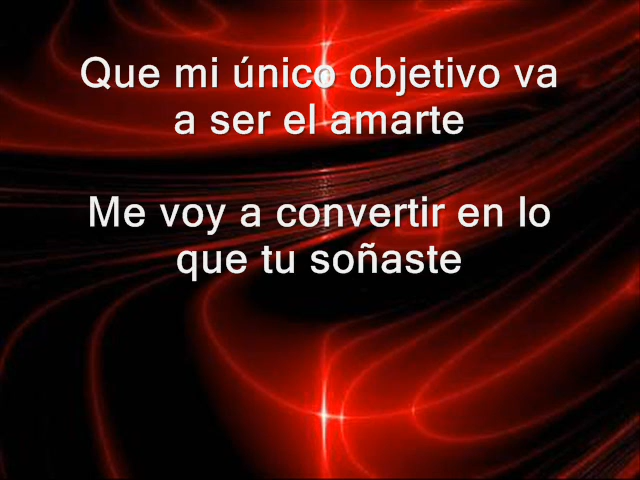 Que mi único objetivo va
a ser el amarte
Me voy a convertir en lo
que tu soñaste